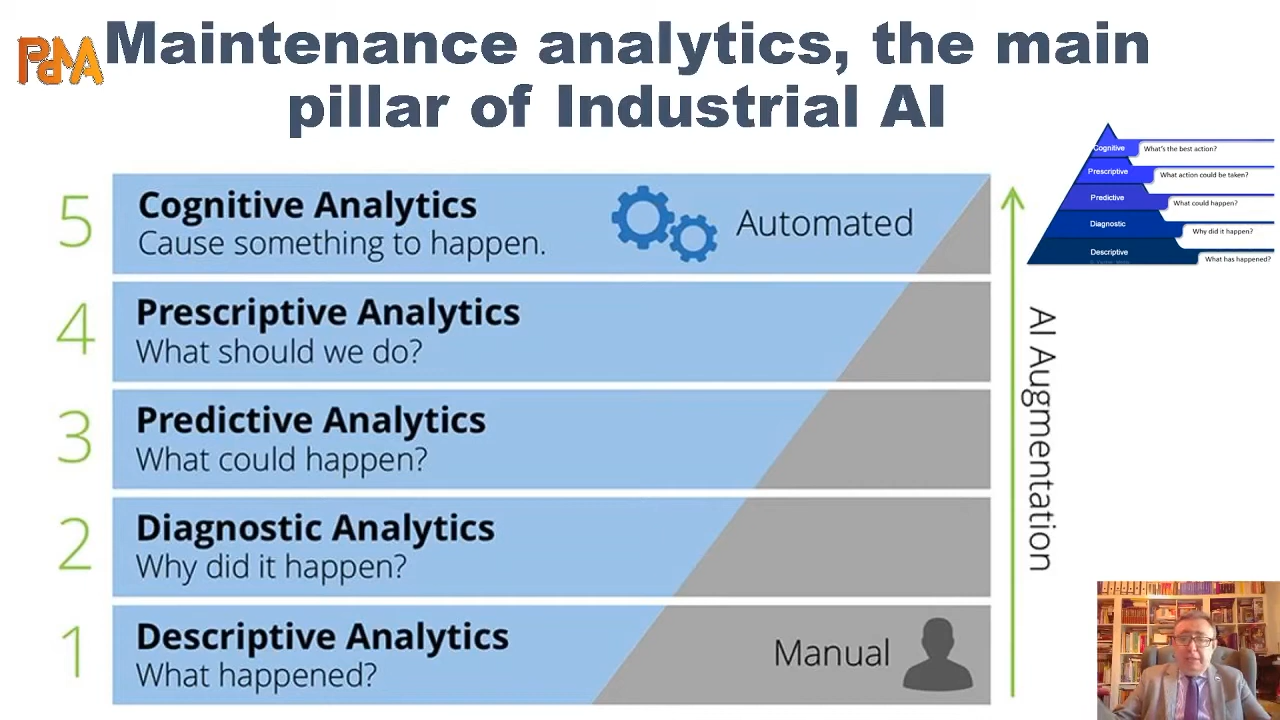 PdMA
Maintenance analytics, the main
pillar of Industrial AI
5
Cognitive Analytics
Cause something to happen.
Automated
4
Prescriptive Analytics
What should we do?
3
Predictive Analytics
What could happen?
2
Diagnostic Analytics
Why did it happen?
1
Descriptive Analytics
What happened?
Manual
AI Augmentation
Cognitive
What's the best action?
Prescriptive
What action could be taken?
Predictive
What could happen?
Diagnostic
Why did it happen?
Descriptive
What has happened?